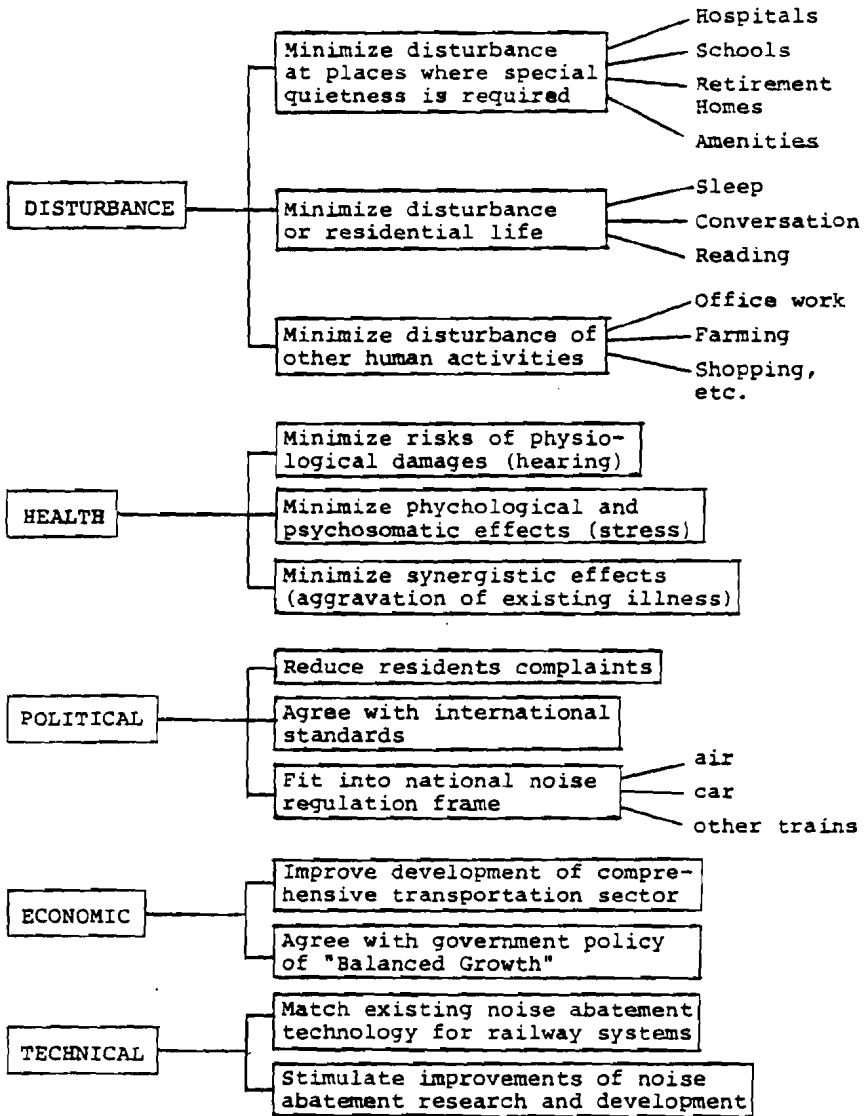 Hospitals
Minimize disturbance
at places where special
quietness is required
Schools
Retirement
Homes
Amenities
DISTURBANCE
Minimize disturbance
or residential life
Sleep
Conversation
Reading
Minimize disturbance of
other human activities
Office work
Farming
Shopping,
etc.
HEALTH
Minimize risks of physio-
logical damages (hearing)
Minimize phychological and
psychosomatic effects (stress)
Minimize synergistic effects
(aggravation of existing illness)
POLITICAL
Reduce residents complaints
Agree with international
standards
Fit into national noise
regulation frame
air
car
other trains
ECONOMIC
Improve development of compre-
hensive transportation sector
Agree with government policy
of "Balanced Growth"
TECHNICAL
Match existing noise abatement
technology for railway systems
Stimulate improvements of noise
abatement research and development